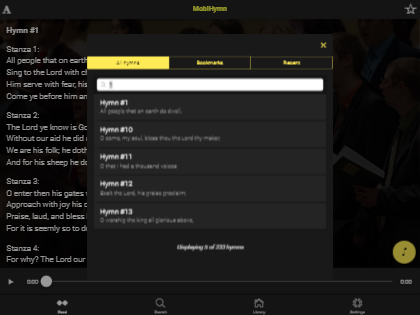 A
MobiHymn
Hymn #1
Stanza 1:
All people that on earth
Sing to the Lord with ch
Him serve with fear, his
Come ye before him an
Stanza 2:
The Lord ye know is Go
Without our aid he did
We are his folk; he doth
And for his sheep he do
Stanza 3:
O enter then his gates
Approach with joy his c
Praise, laud, and bless
For it is seemly so to d
Stanza 4:
For why? The Lord our
×
All hymns
Bookmarks
Recent
1
Hymn #1
All people that on earth do dwell,
Hymn #10
O come, my soul, bless thou the Lord thy maker,
Hymn #11
O that I had a thousand voices
Hymn #12
Exalt the Lord, his praise proclaim;
Hymn #13
O worship the king all glorious above,
0:00
0:00
Read
Search
Library
Settings